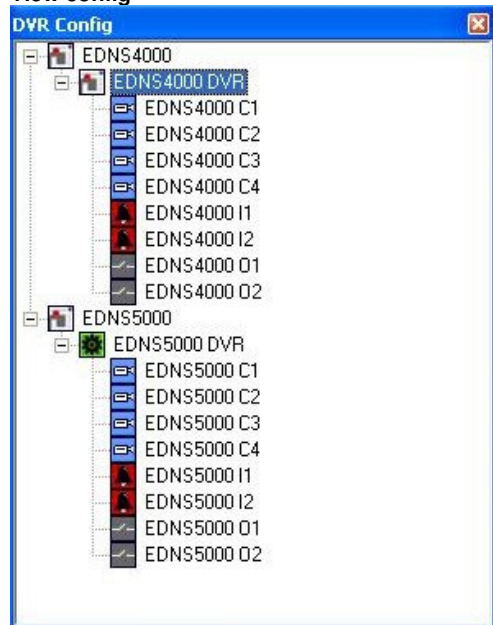 DVR Config
EDNS4000
EDNS4000 DVR
EDNS4000 C1
EDNS4000 C2
EDNS4000 C3
EDNS4000 C4
EDNS4000 I1
EDNS4000 I2
EDNS4000 O1
EDNS4000 O2
EDNS5000
EDNS5000 DVR
EDNS5000 C1
EDNS5000 C2
EDNS5000 C3
EDNS5000 C4
EDNS5000 I1
EDNS5000 I2
EDNS5000 O1
EDNS5000 O2